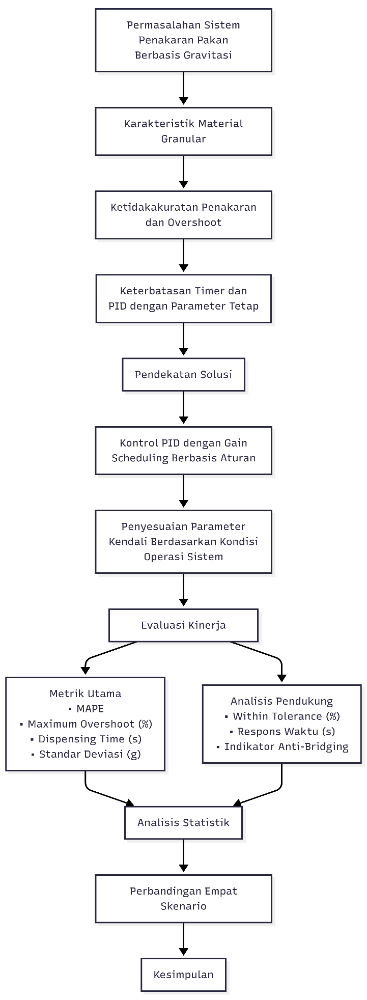 Permasalahan Sistem
Penakaran Pakan
Berbasis Gravitasi
Karakteristik Material
Granular
Ketidakakuratan Penakaran
dan Overshoot
Keterbatasan Timer dan
PID dengan Parameter Tetap
Pendekatan Solusi
Kontrol PID dengan Gain
Scheduling Berbasis Aturan
Penyesuaian Parameter
Kendali Berdasarkan Kondisi
Operasi Sistem
Evaluasi Kinerja
Metrik Utama
▪ MAPE
▪ Maximum Overshoot (%)
▪ Dispensing Time (s)
▪ Standar Deviasi (g)
Analisis Pendukung
▪ Within Tolerance (%)
▪ Respons Waktu (s)
▪ Indikator Anti-Bridging
Analisis Statistik
Perbandingan Empat
Skenario
Kesimpulan